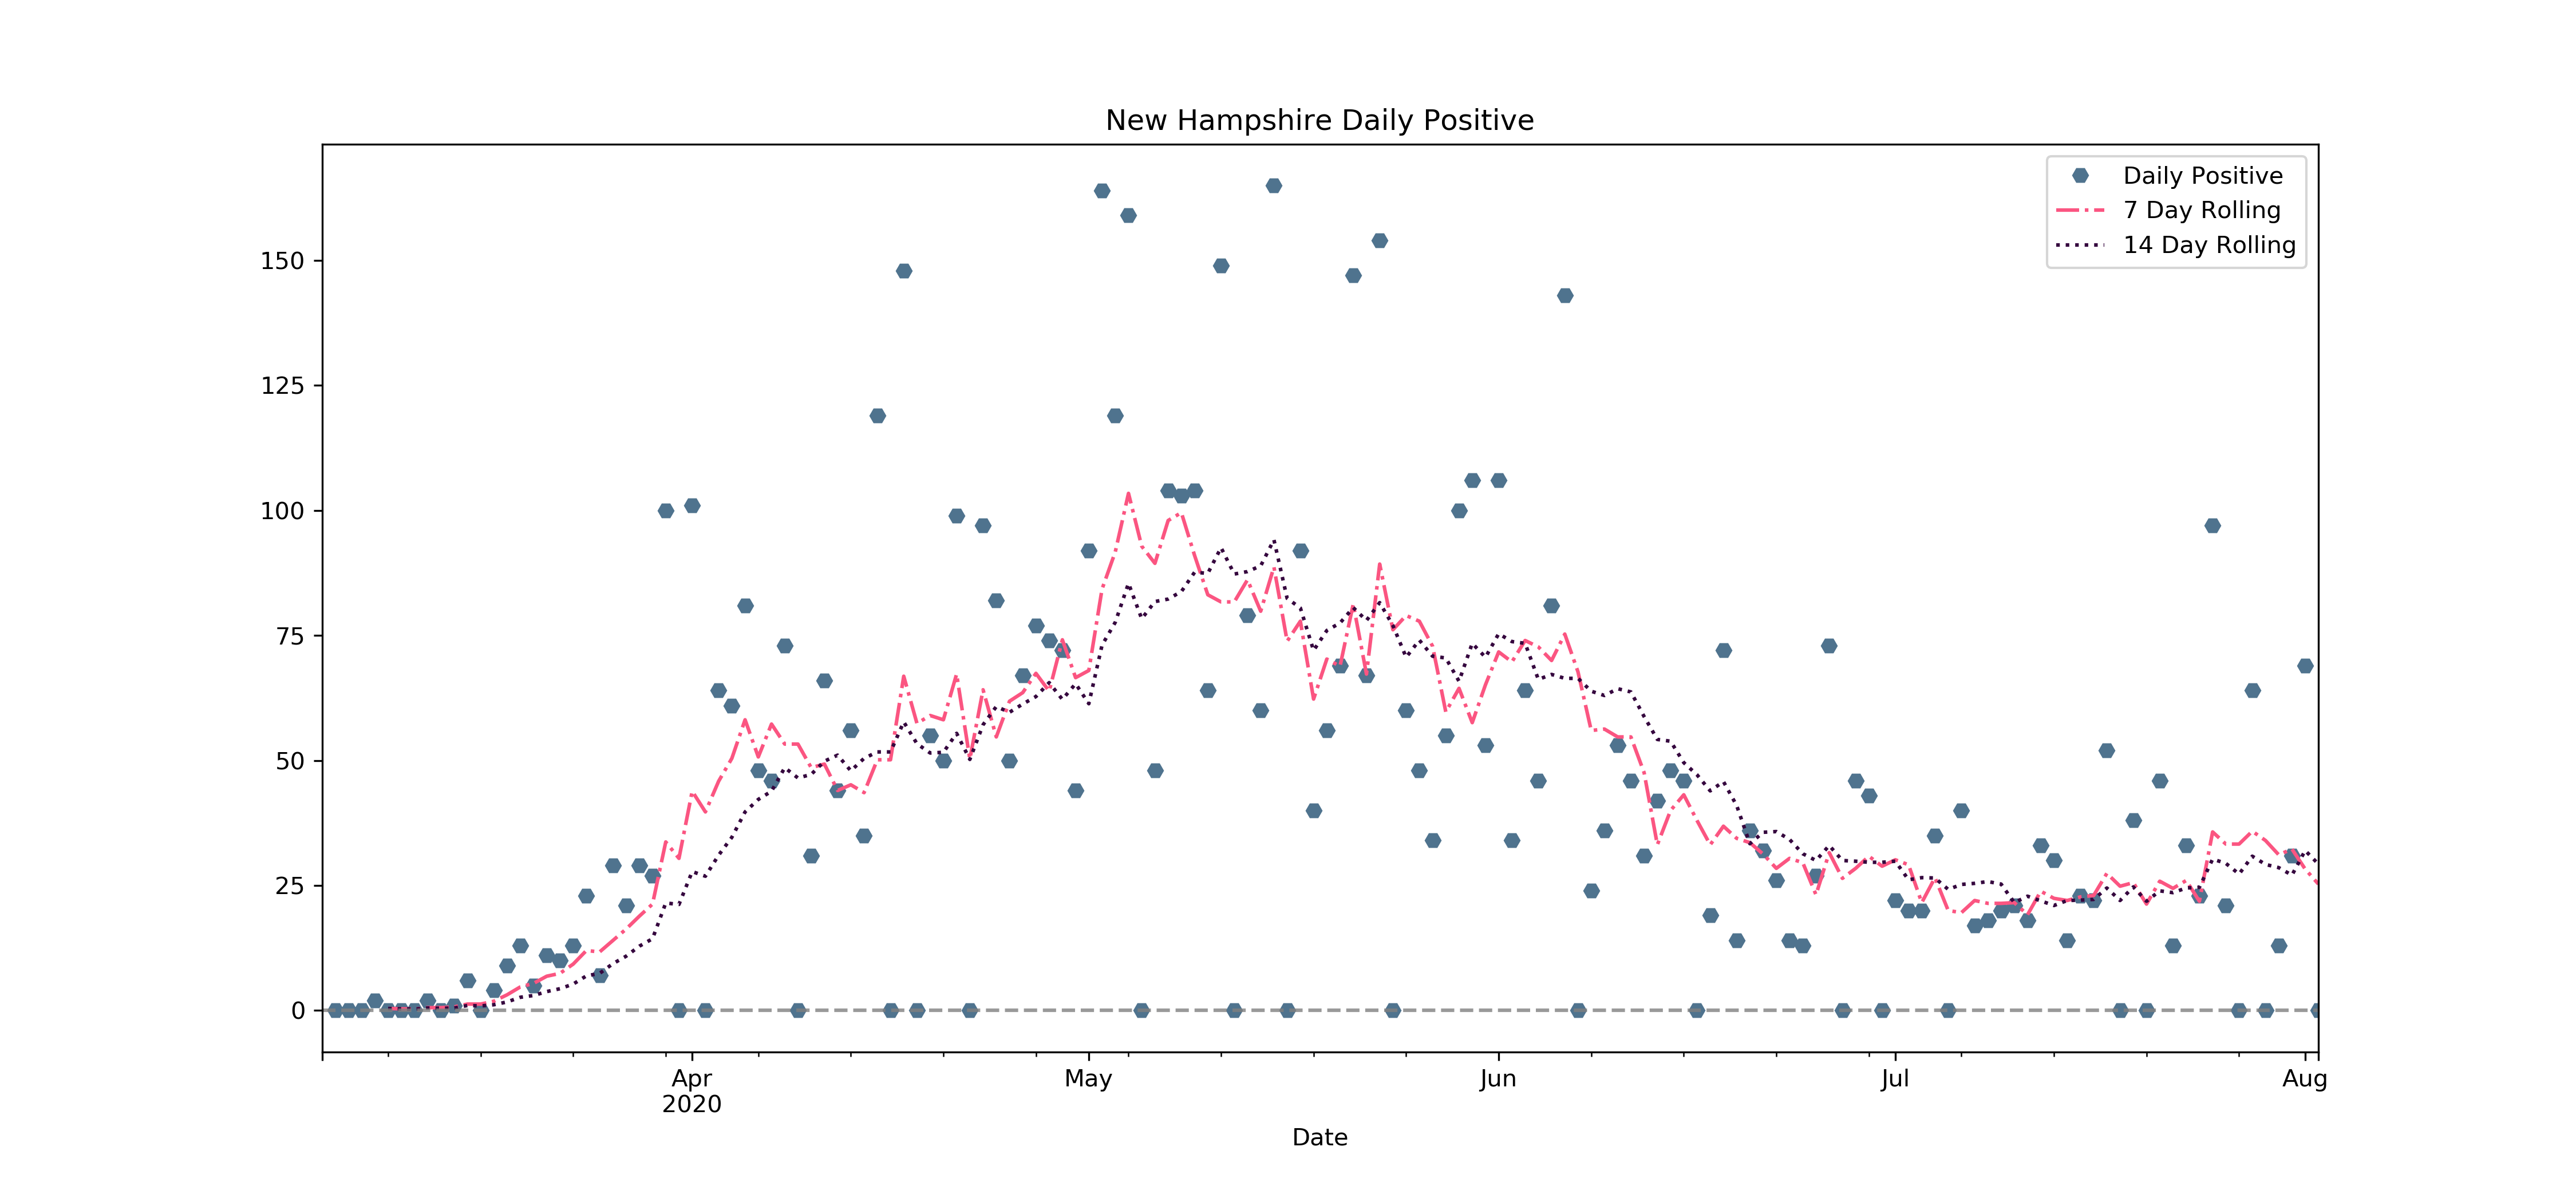 New Hampshire Daily Positive
Daily Positive
7 Day Rolling
14 Day Rolling
150
125
100
75
50
25
0
Apr
2020
May
Jun
Jul
Aug
Date